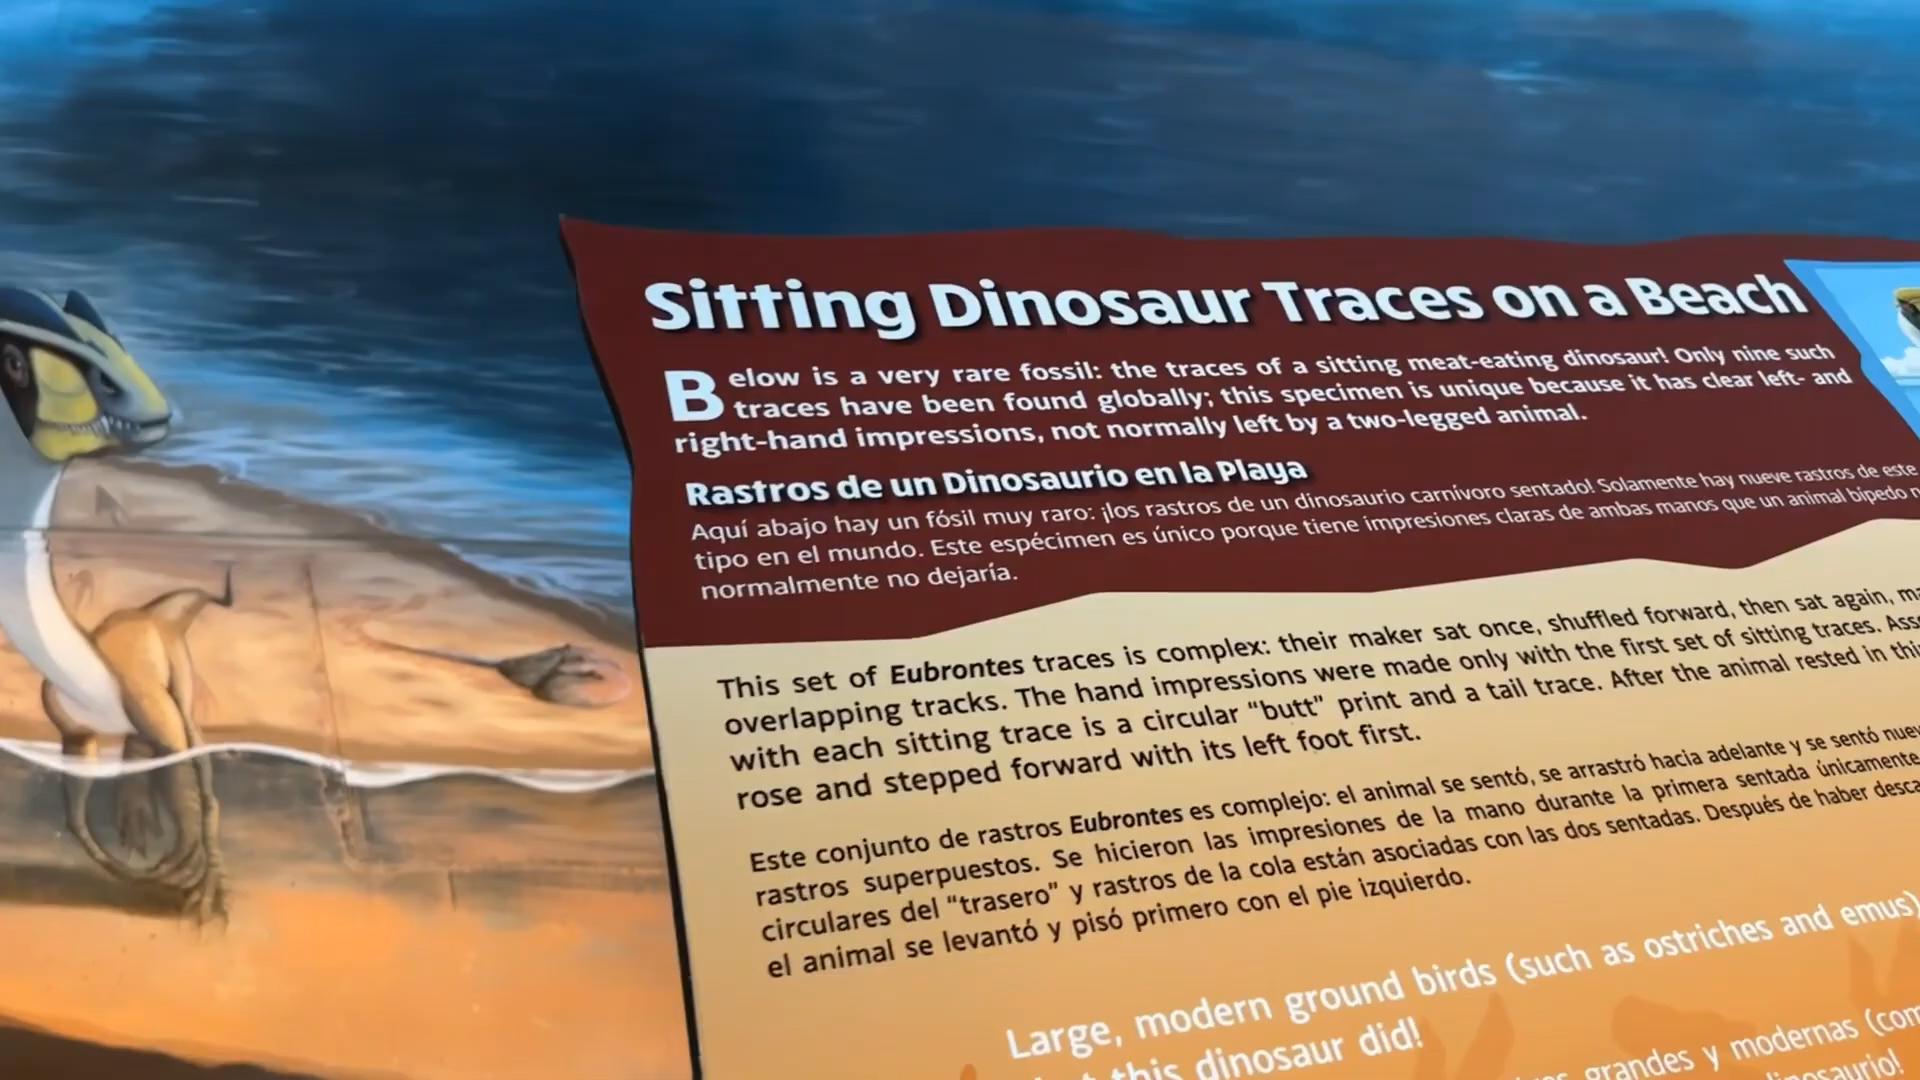 Sitting Dinosaur Traces on a Beach
Below is a very rare fossil: the traces of a sitting meat-eating dinosaur! Only nine such
traces have been found globally; this specimen is unique because it has clear left- and
right-hand impressions, not normally left by a two-legged animal.
Rastros de un Dinosaurio en la Playa
Aquí abajo hay un fósil muy raro: ¡los rastros de un dinosaurio carnívoro sentado! Solamente hay nueve rastros de este
tipo en el mundo. Este espécimen es único porque tiene impresiones claras de ambas manos que un animal bípedo
normalmente no dejaría.
This set of Eubrontes traces is complex: their maker sat once, shuffled forward, then sat again,
overlapping tracks. The hand impressions were made only with the first set of sitting traces.
with each sitting trace is a circular “butt” print and a tail trace. After the animal rested in
rose and stepped forward with its left foot first.
Este conjunto de rastros Eubrontes es complejo: el animal se sentó, se arrastró hacia adelante y se sentó
rastros superpuestos. Se hicieron las impresiones de la mano durante la primera sentada únicamente.
circulares del “trasero” y rastros de la cola están asociadas con las dos sentadas. Después de haber
el animal se levantó y pisó primero con el pie izquierdo.
Large, modern ground birds (such as ostriches and emus)
this dinosaur did!
grandes y modernas